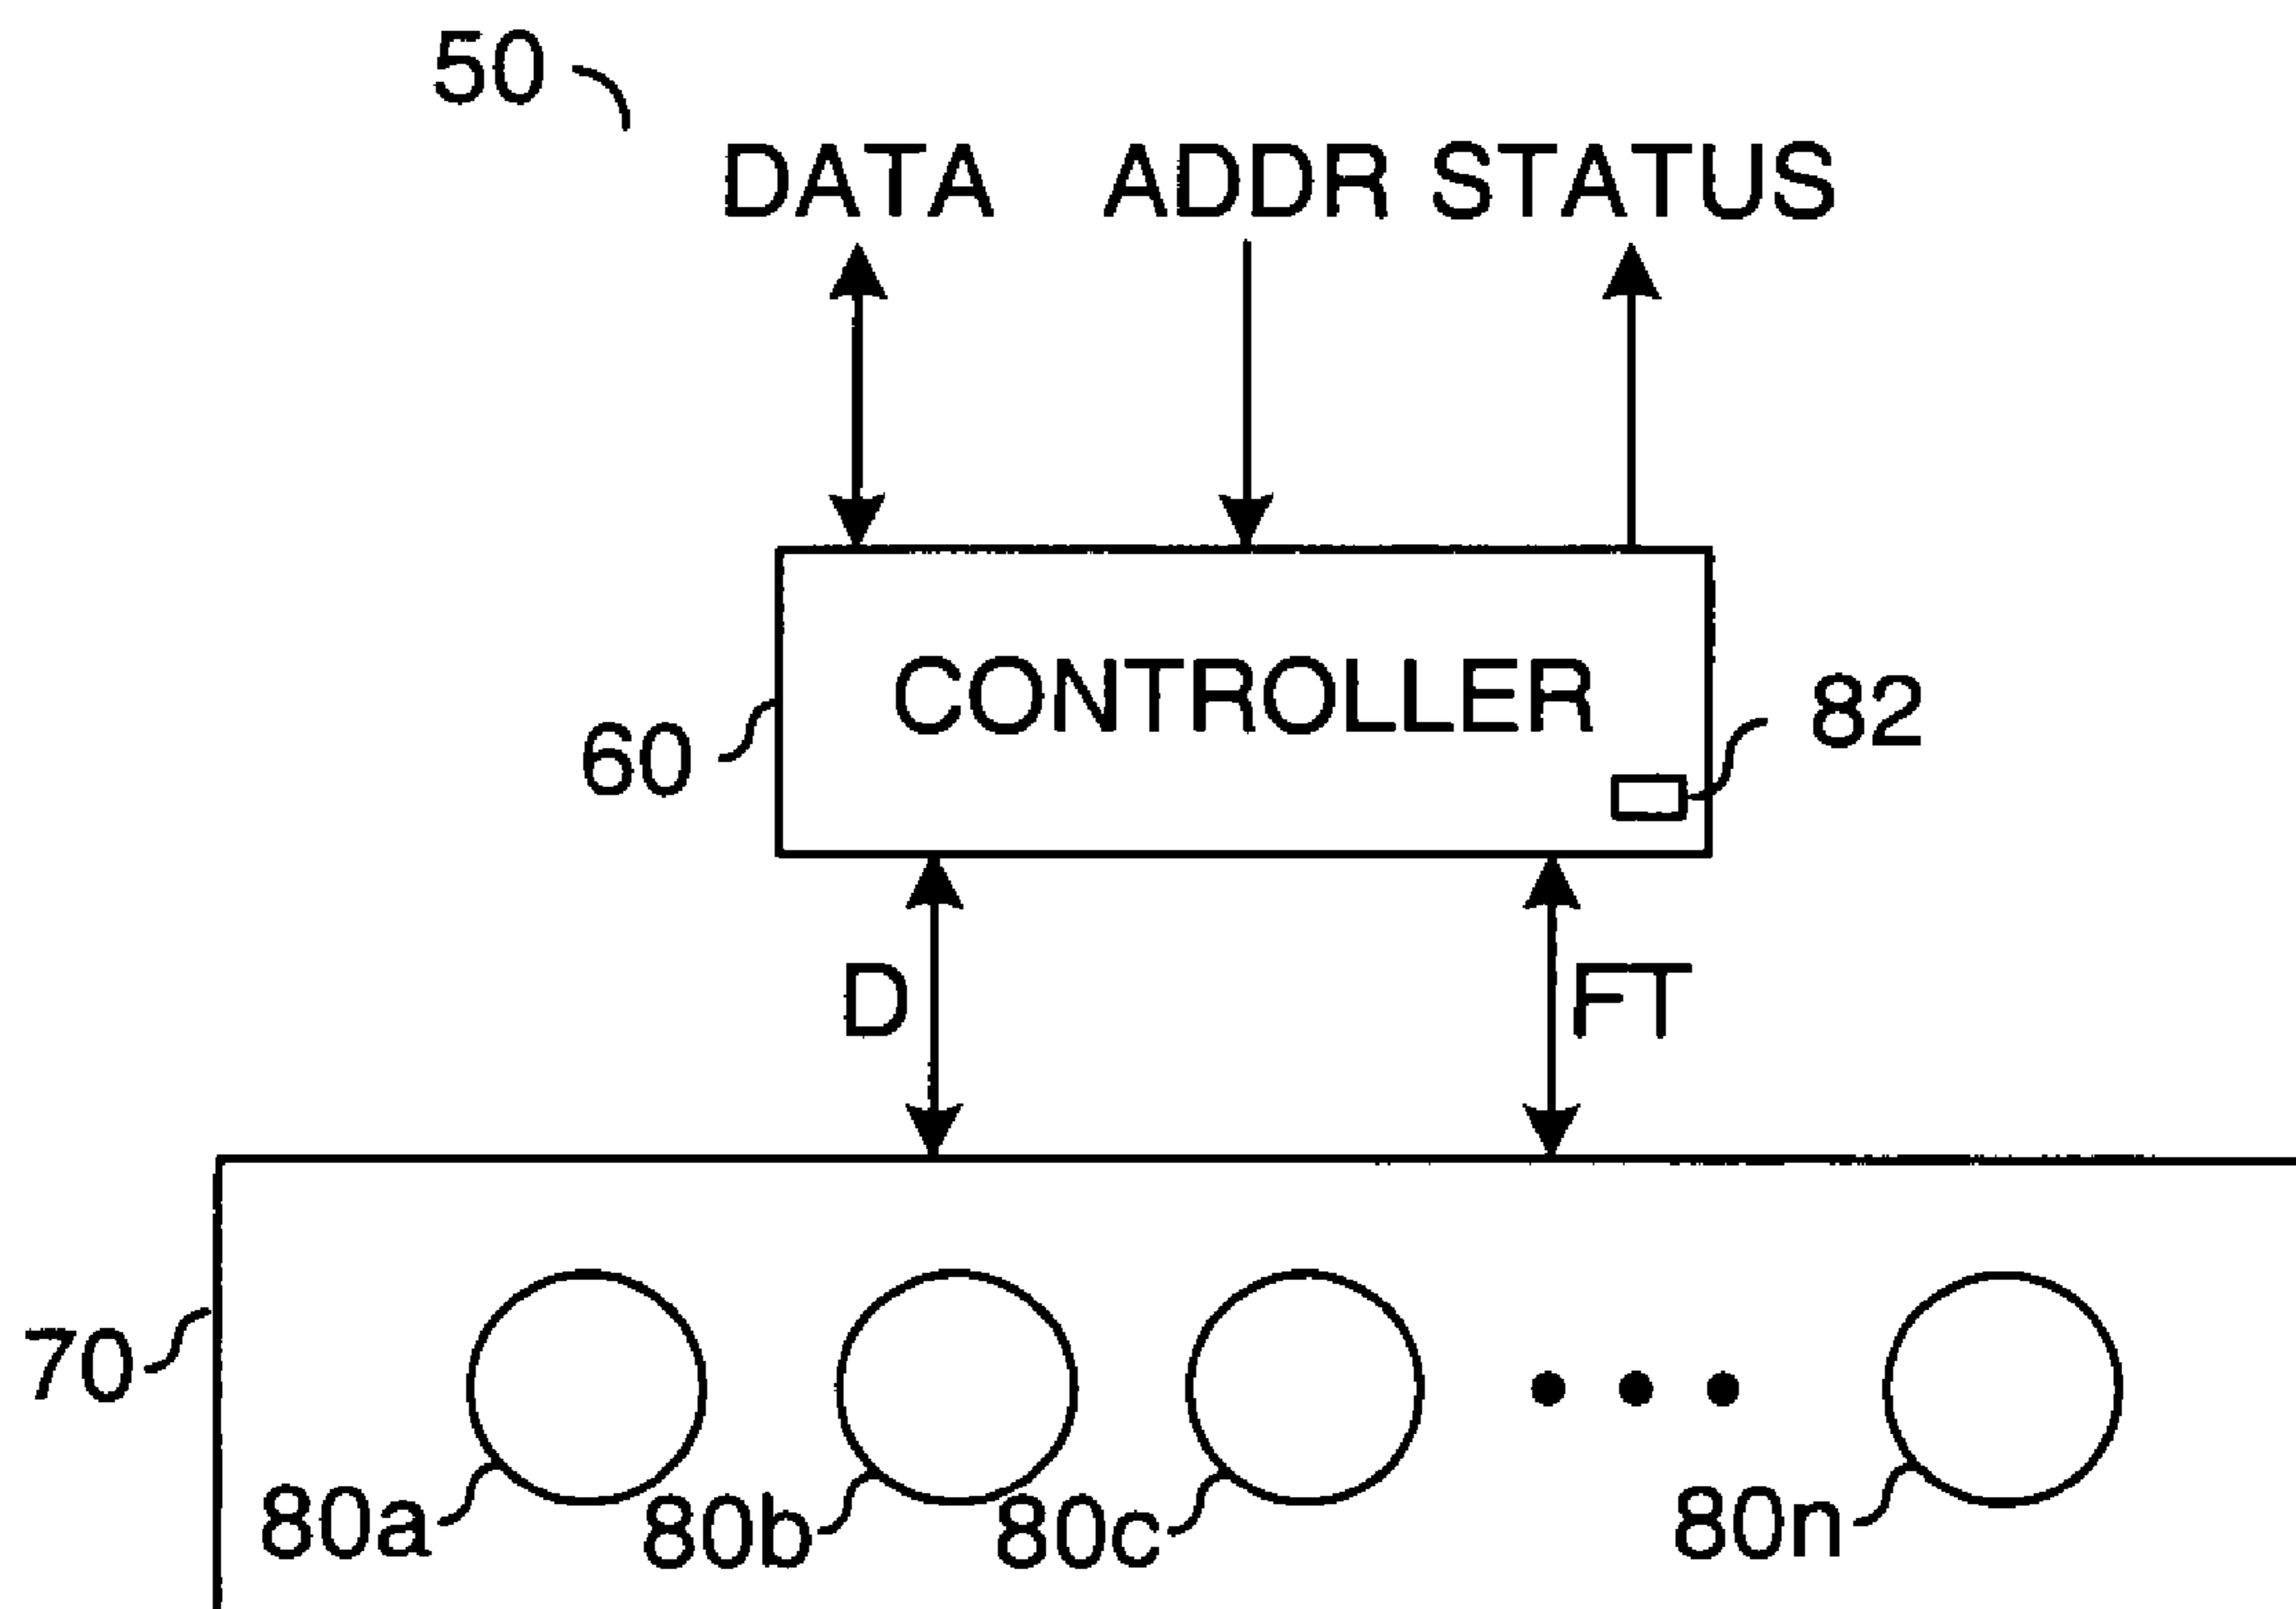 50
DATA ADDR STATUS
CONTROLLER
60
82
D
FT
70
80a
80b
80c
80n